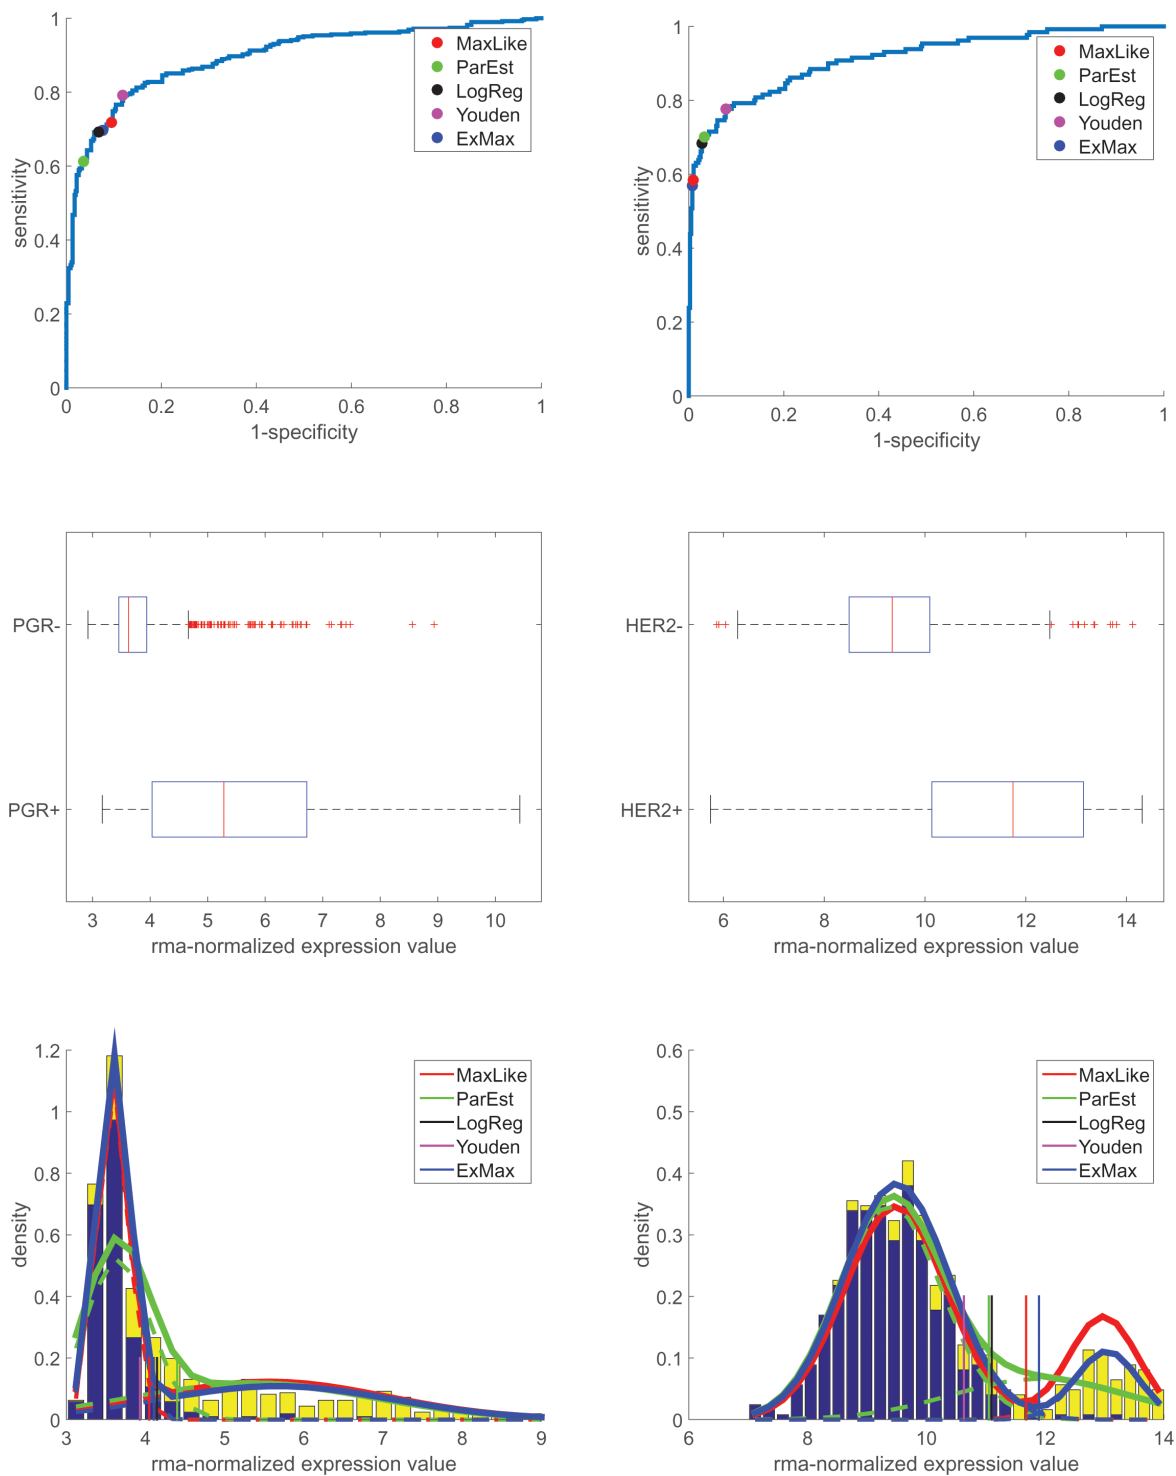 1
0.8
0.6
0.4
0.2
0
sensitivity
MaxLike
ParEst
LogReg
Youden
ExMax
0 0.2 0.4 0.6 0.8 1
1-specificity
1
0.8
0.6
0.4
0.2
0
sensitivity
MaxLike
ParEst
LogReg
Youden
ExMax
0 0.2 0.4 0.6 0.8 1
1-specificity
PGR-
PGR+
3 4 5 6 7 8 9 10
rma-normalized expression value
HER2-
HER2+
6 8 10 12 14
rma-normalized expression value
1.2
1
0.8
0.6
0.4
0.2
0
density
MaxLike
ParEst
LogReg
Youden
ExMax
3 4 5 6 7 8 9
rma-normalized expression value
0.6
0.5
0.4
0.3
0.2
0.1
0
density
MaxLike
ParEst
LogReg
Youden
ExMax
6 8 10 12 14
rma-normalized expression value